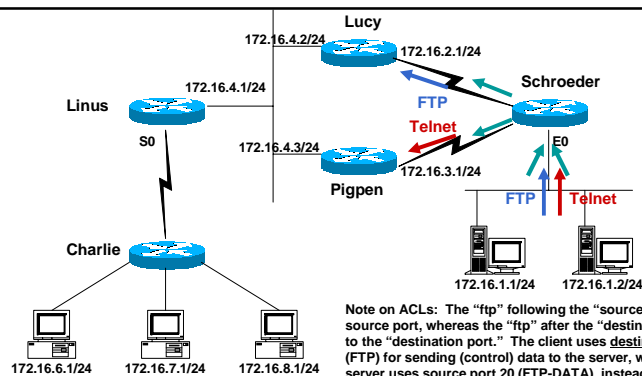 Lucy
172.16.4.2/24
172.16.2.1/24
Schroeder
172.16.4.1/24
FTP
Linus
Telnet
S0
172.16.4.3/24
E0
172.16.3.1/24
Pigpen
FTP
Telnet
Charlie
172.16.1.1/24
172.16.1.2/24
Note on ACLs: The “ftp” following the “source
source port, whereas the “ftp” after the “destin
to the “destination port.” The client uses desti
(FTP) for sending (control) data to the server, w
server uses source port 20 (FTP-DATA), instea
172.16.6.1/24
172.16.7.1/24
172.16.8.1/24